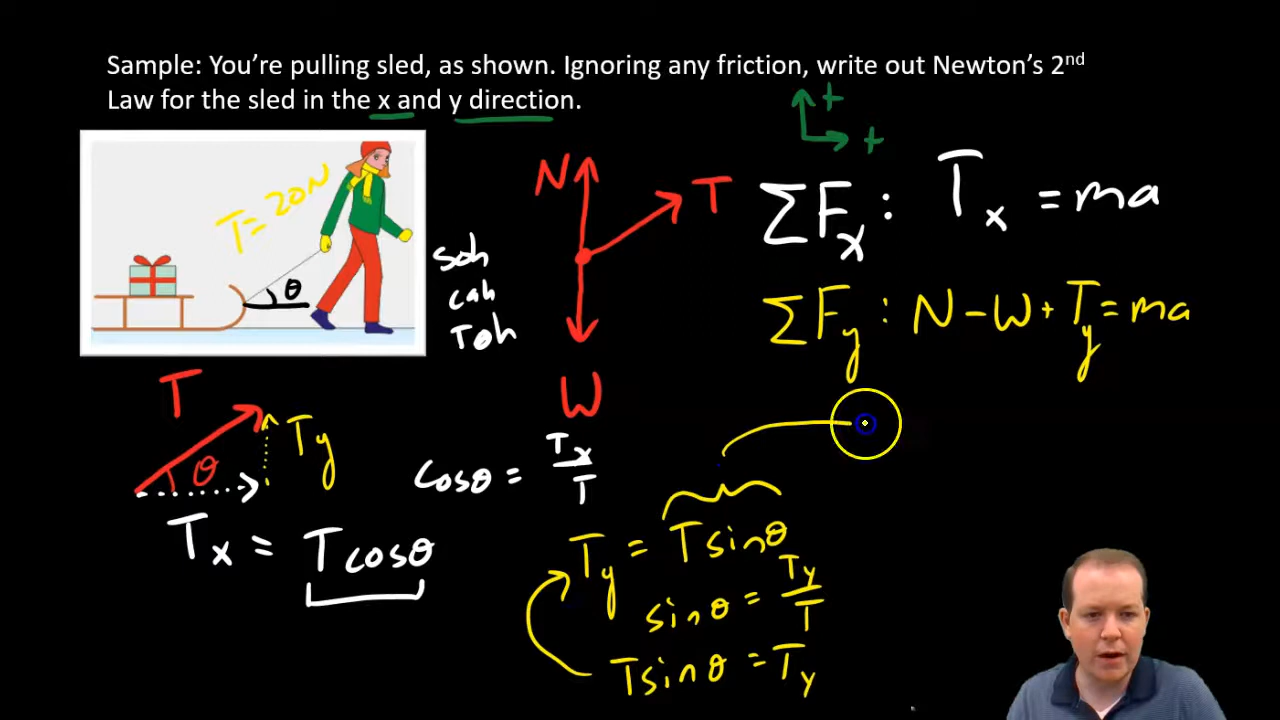 Sample: You’re pulling sled, as shown. Ignoring any friction, write out Newton’s 2nd
Law for the sled in the x and y direction.
+
+
T = 20N
θ
N
T
W
Soh
cah
Toh
ΣFx : Tx = ma
ΣFy : N - W + Ty = ma
T
θ
Ty
Tx = Tcosθ
cosθ = Tx/T
Ty = Tsinθ
sinθ = Ty/T
Tsinθ = Ty